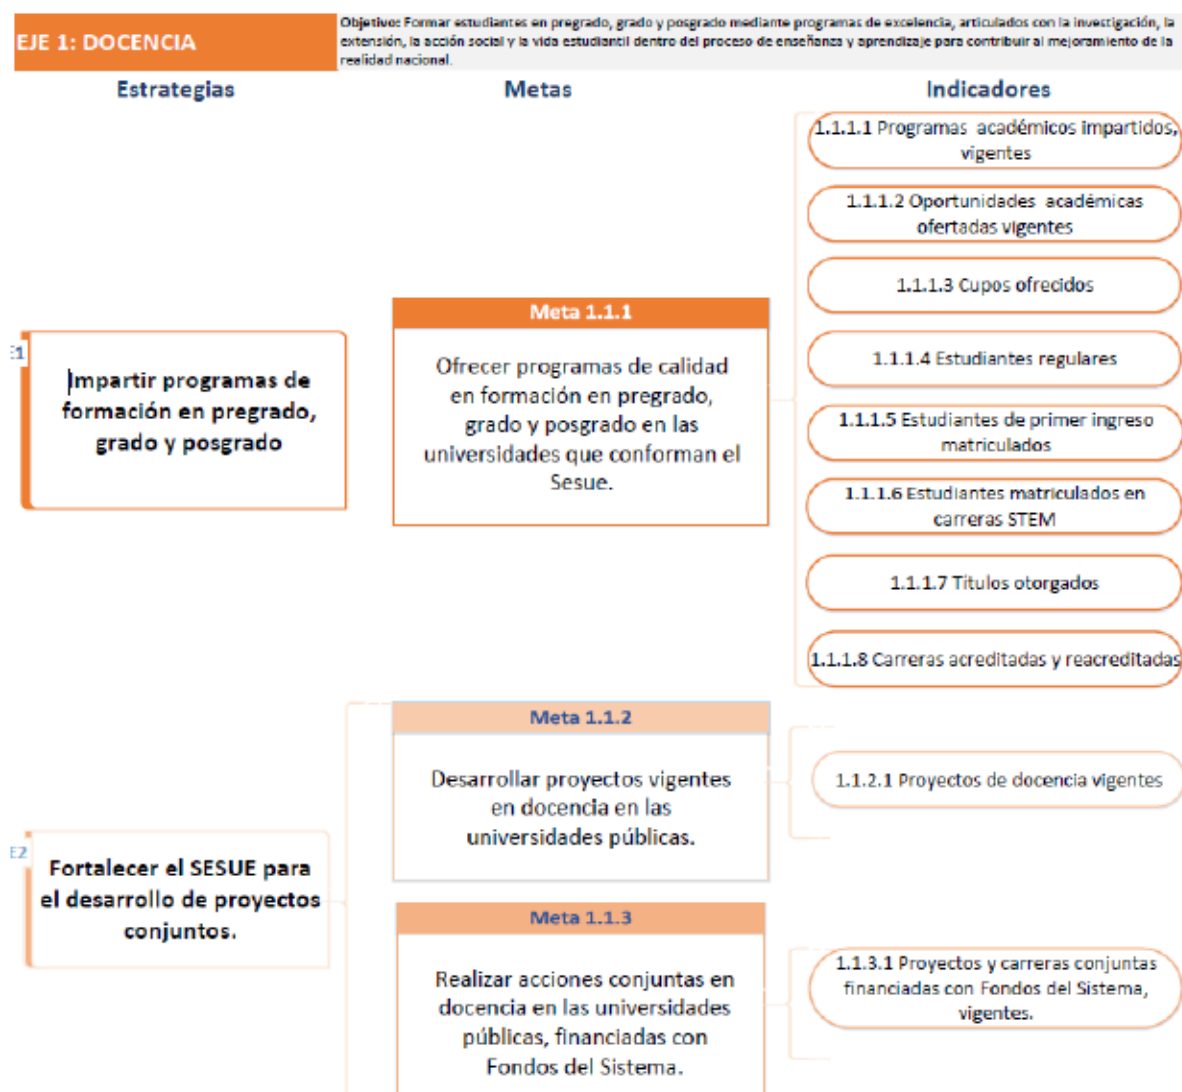 EJE 1: DOCENCIA
Objetivo: Formar estudiantes en pregrado, grado y posgrado mediante programas de excelencia, articulados con la investigación, la
extensión, la acción social y la vida estudiantil dentro del proceso de enseñanza y aprendizaje para contribuir al mejoramiento de la
realidad nacional.
Estrategias
Metas
Indicadores
E1
Impartir programas de
formación en pregrado,
grado y posgrado
Meta 1.1.1
Ofrecer programas de calidad
en formación en pregrado,
grado y posgrado en las
universidades que conforman el
Sesue.
1.1.1.1 Programas académicos impartidos,
vigentes
1.1.1.2 Oportunidades académicas
ofertadas vigentes
1.1.1.3 Cupos ofrecidos
1.1.1.4 Estudiantes regulares
1.1.1.5 Estudiantes de primer ingreso
matriculados
1.1.1.6 Estudiantes matriculados en
carreras STEM
1.1.1.7 Títulos otorgados
1.1.1.8 Carreras acreditadas y reacreditadas
E2
Fortalecer el SESUE para
el desarrollo de proyectos
conjuntos.
Meta 1.1.2
Desarrollar proyectos vigentes
en docencia en las
universidades públicas.
1.1.2.1 Proyectos de docencia vigentes
Meta 1.1.3
Realizar acciones conjuntas en
docencia en las universidades
públicas, financiadas con
Fondos del Sistema.
1.1.3.1 Proyectos y carreras conjuntas
financiadas con Fondos del Sistema,
vigentes.